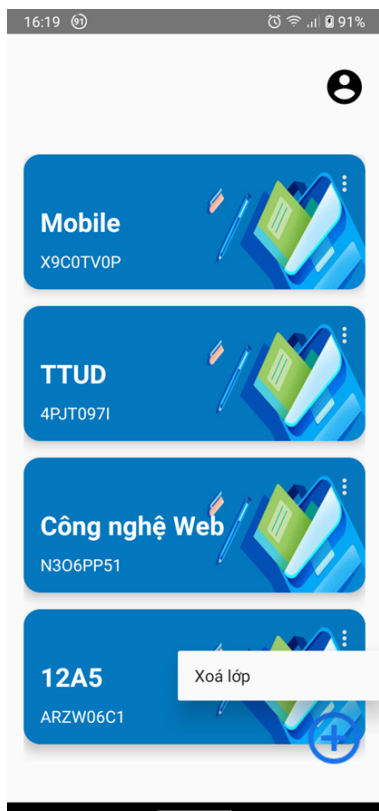 16:19 91 91%
Mobile
X9C0TV0P
TTUD
4PJT097I
Công nghệ Web
N3O6PP51
12A5
Xoá lớp
ARZW06C1